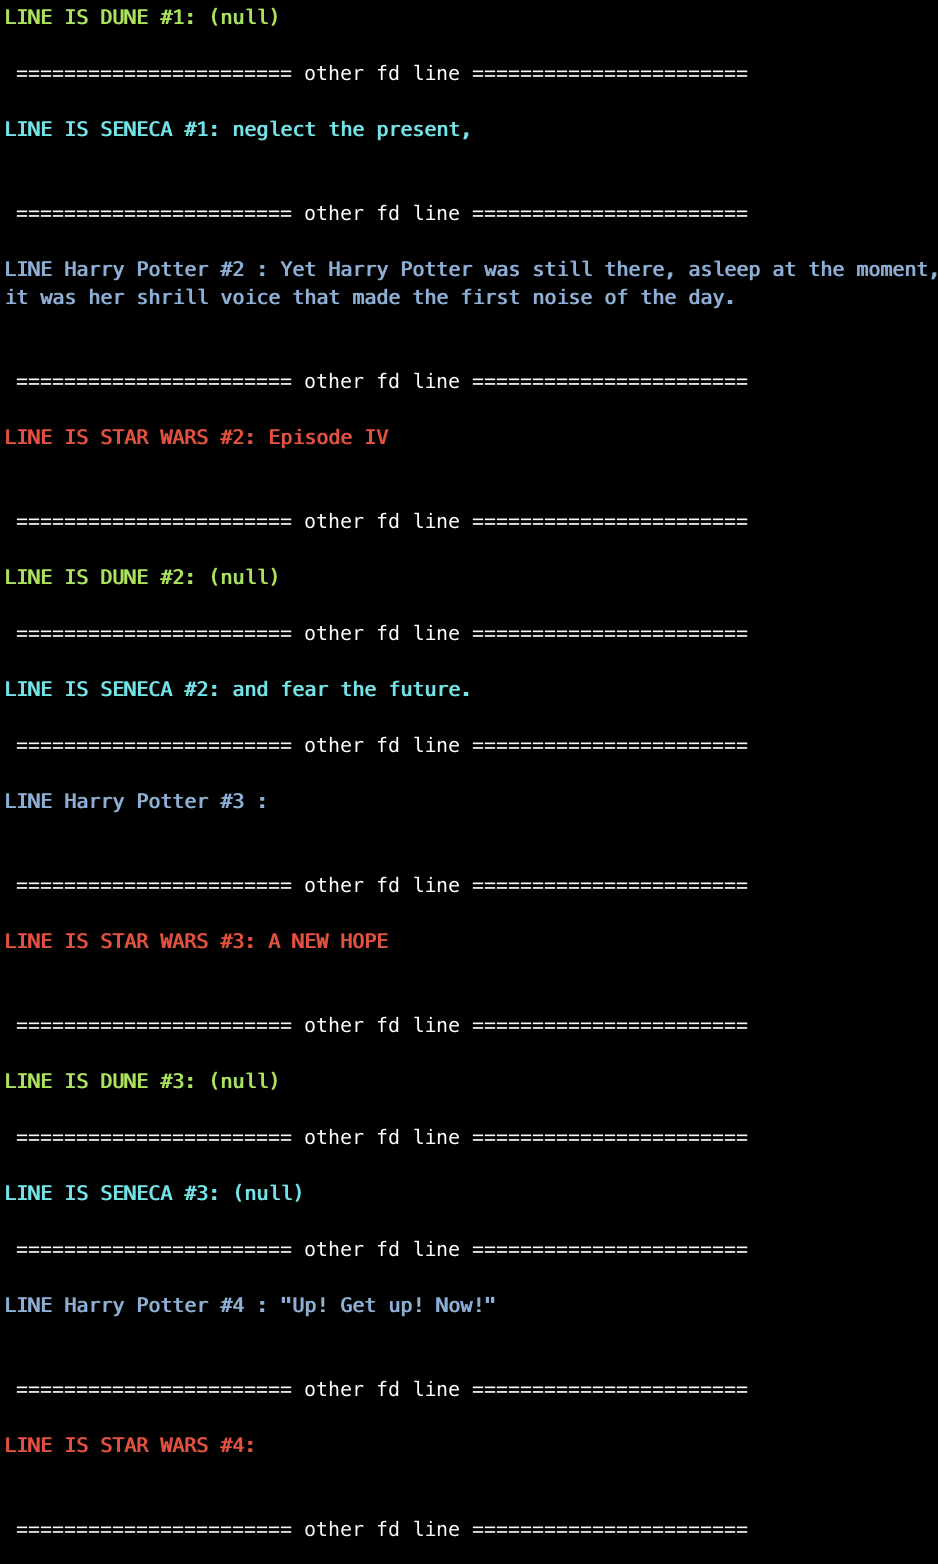 LINE IS DUNE #1: (null)
======================= other fd line =======================
LINE IS SENECA #1: neglect the present,
======================= other fd line =======================
LINE Harry Potter #2 : Yet Harry Potter was still there, asleep at the moment,
it was her shrill voice that made the first noise of the day.
======================= other fd line =======================
LINE IS STAR WARS #2: Episode IV
======================= other fd line =======================
LINE IS DUNE #2: (null)
======================= other fd line =======================
LINE IS SENECA #2: and fear the future.
======================= other fd line =======================
LINE Harry Potter #3 :
======================= other fd line =======================
LINE IS STAR WARS #3: A NEW HOPE
======================= other fd line =======================
LINE IS DUNE #3: (null)
======================= other fd line =======================
LINE IS SENECA #3: (null)
======================= other fd line =======================
LINE Harry Potter #4 : "Up! Get up! Now!"
======================= other fd line =======================
LINE IS STAR WARS #4:
======================= other fd line =======================